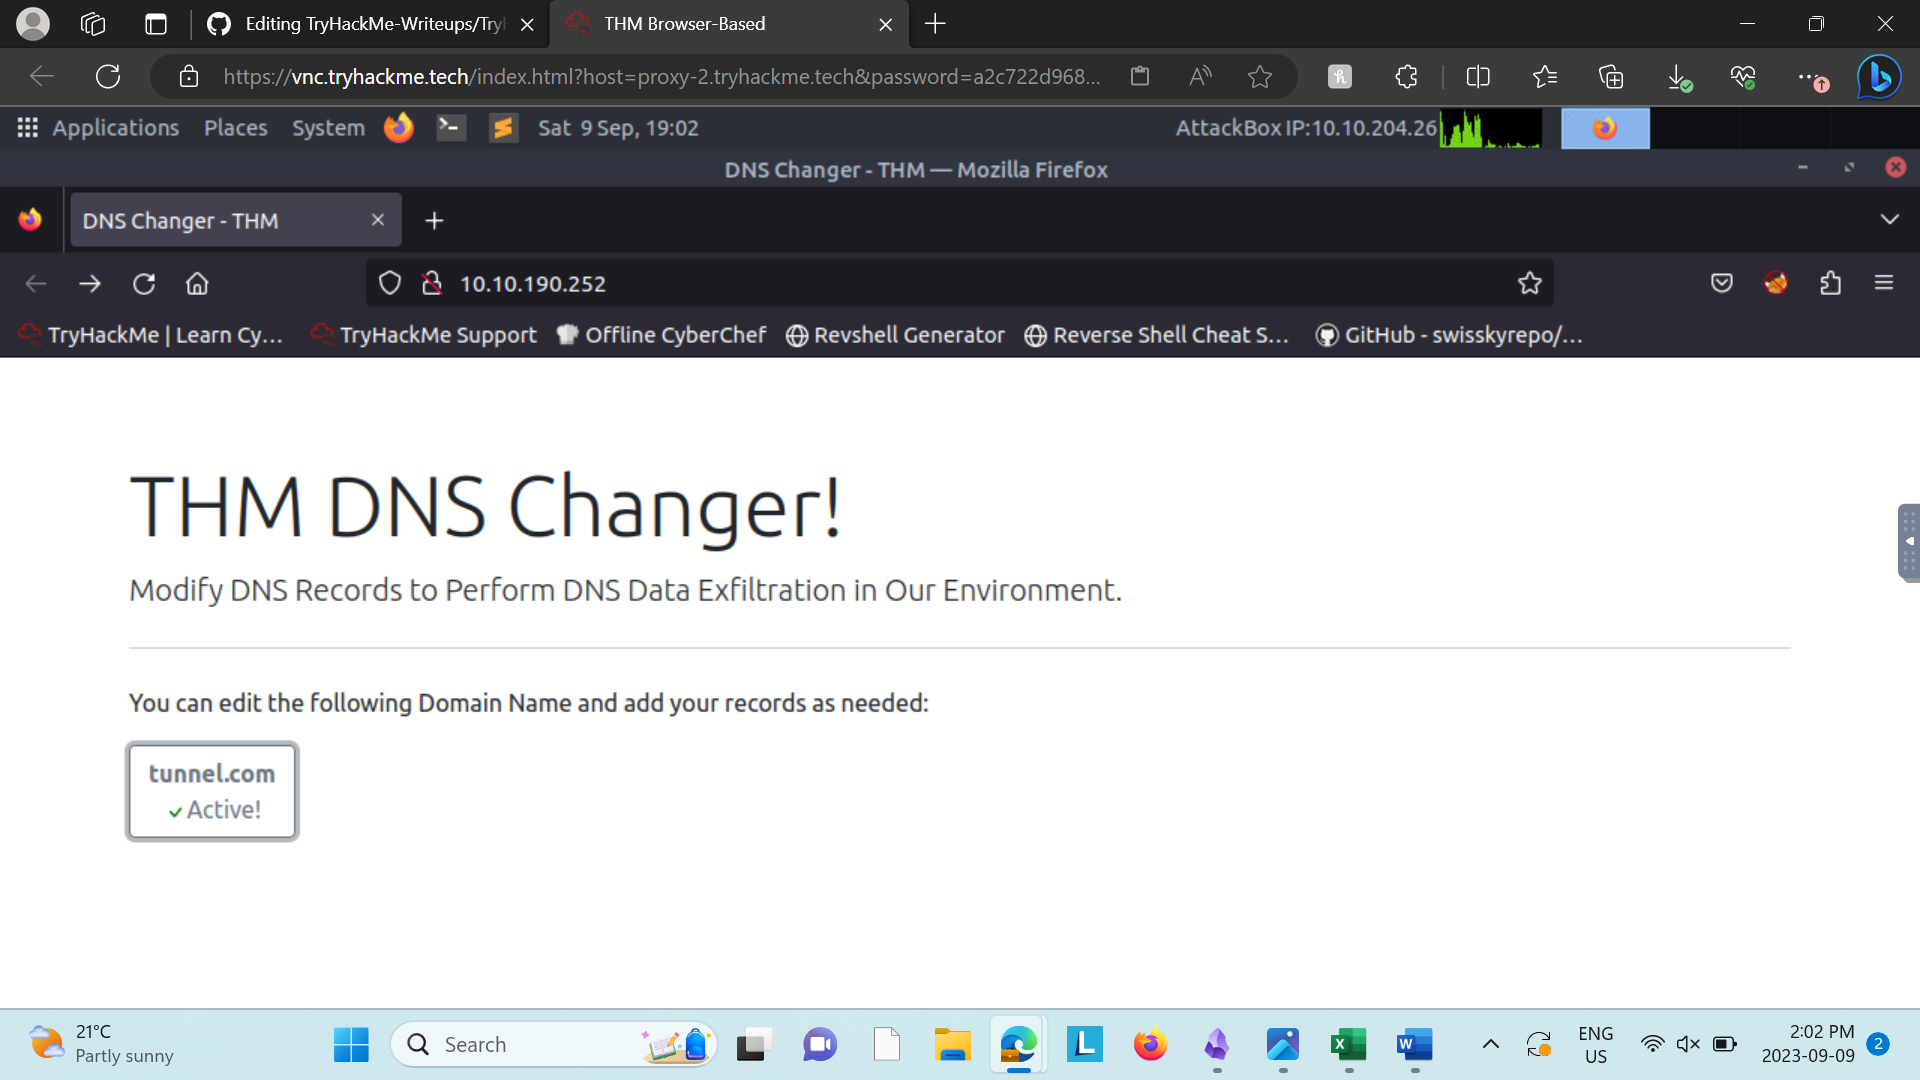 Editing TryHackMe-Writeups/Try
THM Browser-Based
https://vnc.tryhackme.tech/index.html?host=proxy-2.tryhackme.tech&password=a2c722d968...
Applications Places System Sat 9 Sep, 19:02 AttackBox IP:10.10.204.26
DNS Changer - THM — Mozilla Firefox
DNS Changer - THM
10.10.190.252
TryHackMe | Learn Cy... TryHackMe Support Offline CyberChef Revshell Generator Reverse Shell Cheat S... GitHub - swisskyrepo/...
THM DNS Changer!
Modify DNS Records to Perform DNS Data Exfiltration in Our Environment.
You can edit the following Domain Name and add your records as needed:
tunnel.com
Active!
21°C
Partly sunny
Search
ENG
US
2:02 PM
2023-09-09
2